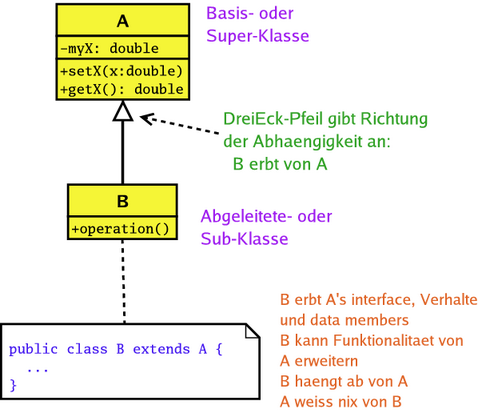 A
-myX: double
+setX(x:double)
+getX(): double
Basis- oder
Super-Klasse
DreiEck-Pfeil gibt Richtung
der Abhaengigkeit an:
B erbt von A
B
+operation()
Abgeleitete- oder
Sub-Klasse
public class B extends A {
...
}
B erbt A's interface, Verhalte
und data members
B kann Funktionalitaet von
A erweitern
B haengt ab von A
A weiss nix von B